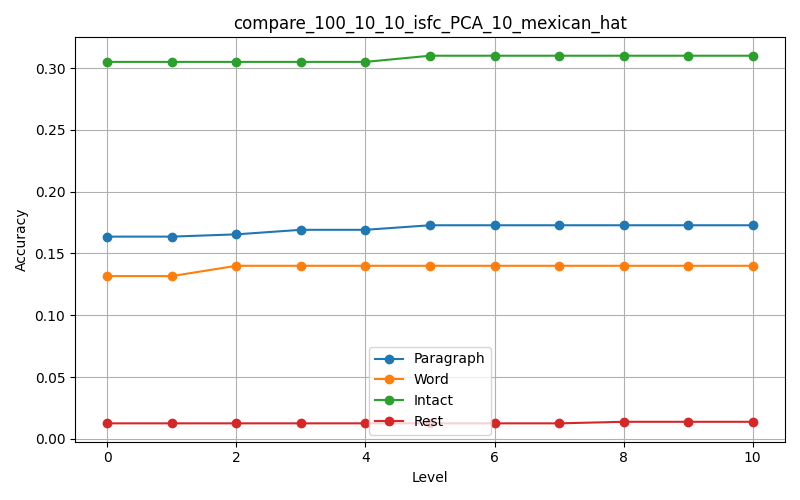 compare_100_10_10_isfc_PCA_10_mexican_hat
Accuracy
0.30
0.25
0.20
0.15
0.10
0.05
0.00
Paragraph
Word
Intact
Rest
0 2 4 6 8 10
Level